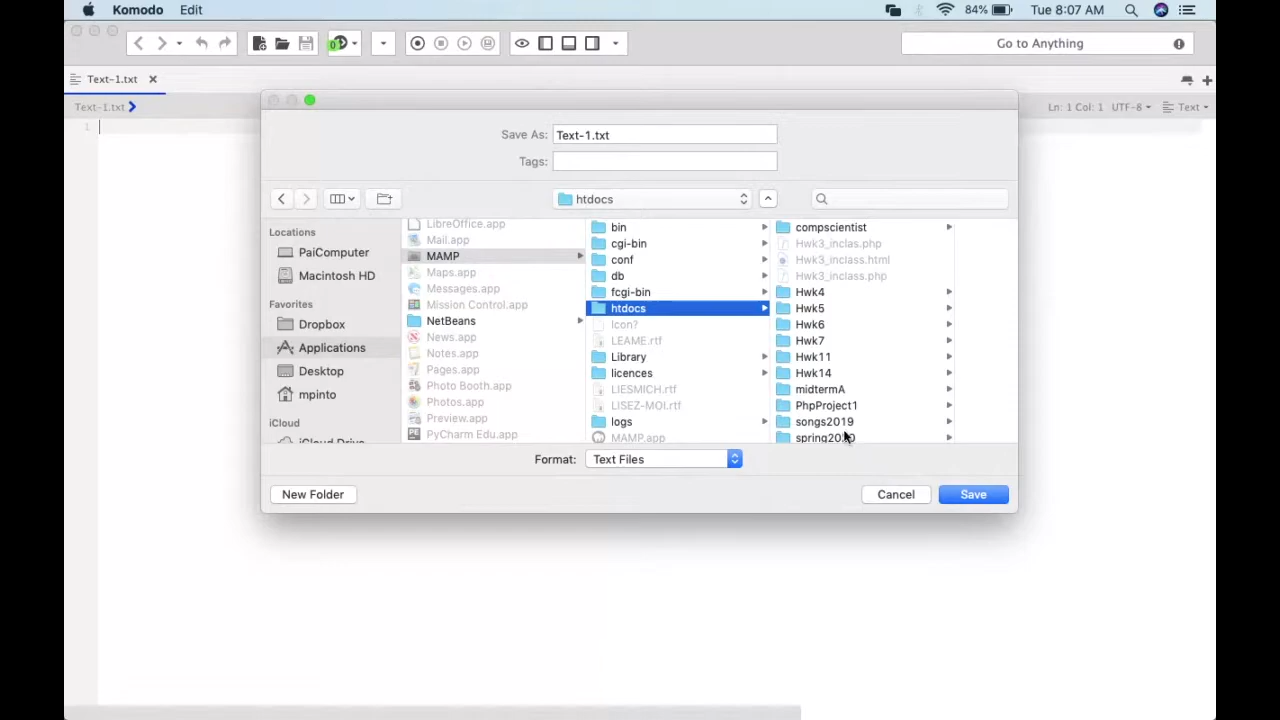 Komodo Edit 84% Tue 8:07 AM
0
Go to Anything
Text-1.txt
Text-1.txt Ln: 1 Col: 1 UTF-8 Text
1
Save As: Text-1.txt
Tags:
htdocs
Locations
PaiComputer
Macintosh HD
Favorites
Dropbox
Applications
Desktop
mpinto
iCloud
iCloud Drive
LibreOffice.app
Mail.app
MAMP
Maps.app
Messages.app
Mission Control.app
NetBeans
News.app
Notes.app
Pages.app
Photo Booth.app
Photos.app
Preview.app
PyCharm Edu.app
bin
cgi-bin
conf
db
fcgi-bin
htdocs
Icon?
LEAME.rtf
Library
licences
LIESMICH.rtf
LISEZ-MOI.rtf
logs
MAMP.app
compscientist
Hwk3_inclas.php
Hwk3_inclass.html
Hwk3_inclass.php
Hwk4
Hwk5
Hwk6
Hwk7
Hwk11
Hwk14
midtermA
PhpProject1
songs2019
Format: Text Files
New Folder Cancel Save